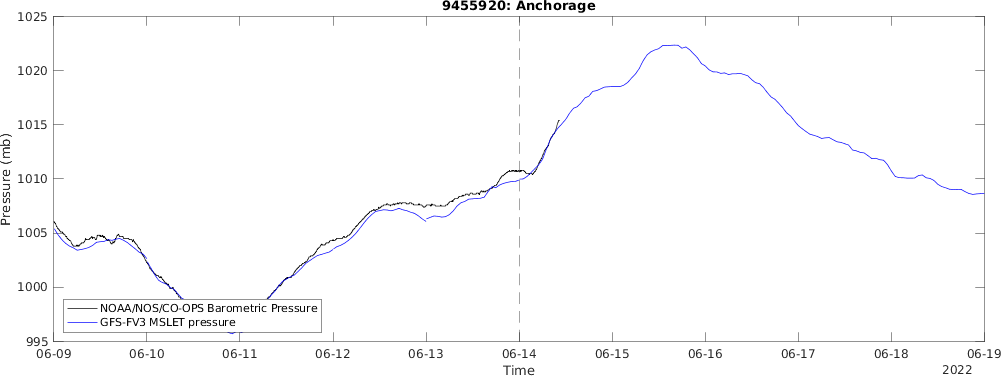 9455920: Anchorage
Pressure (mb)
1025
1020
1015
1010
1005
1000
995
NOAA/NOS/CO-OPS Barometric Pressure
GFS-FV3 MSLET pressure
06-09 06-10 06-11 06-12 06-13 06-14 06-15 06-16 06-17 06-18 06-19
Time
2022